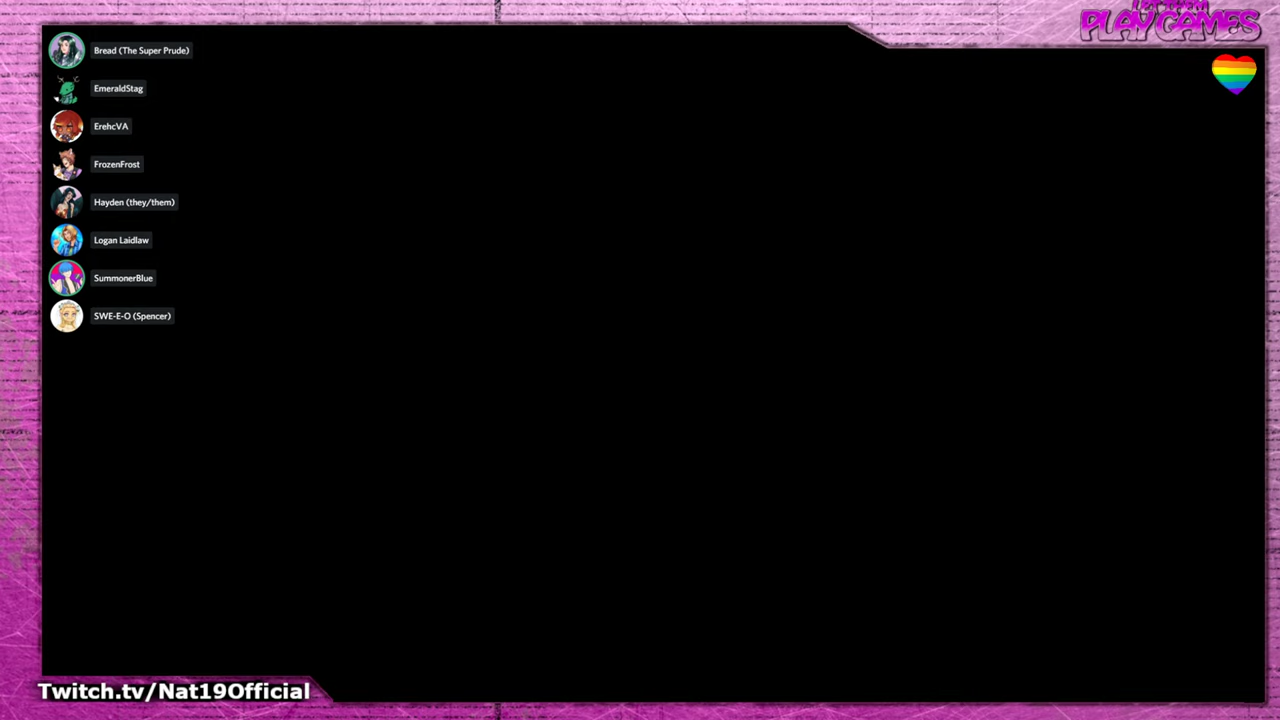 PLAY GAMES
Bread (The Super Prude)
EmeraldStag
ErehcVA
FrozenFrost
Hayden (they/them)
Logan Laidlaw
SummonerBlue
SWE-E-O (Spencer)
Twitch.tv/Nat19Official